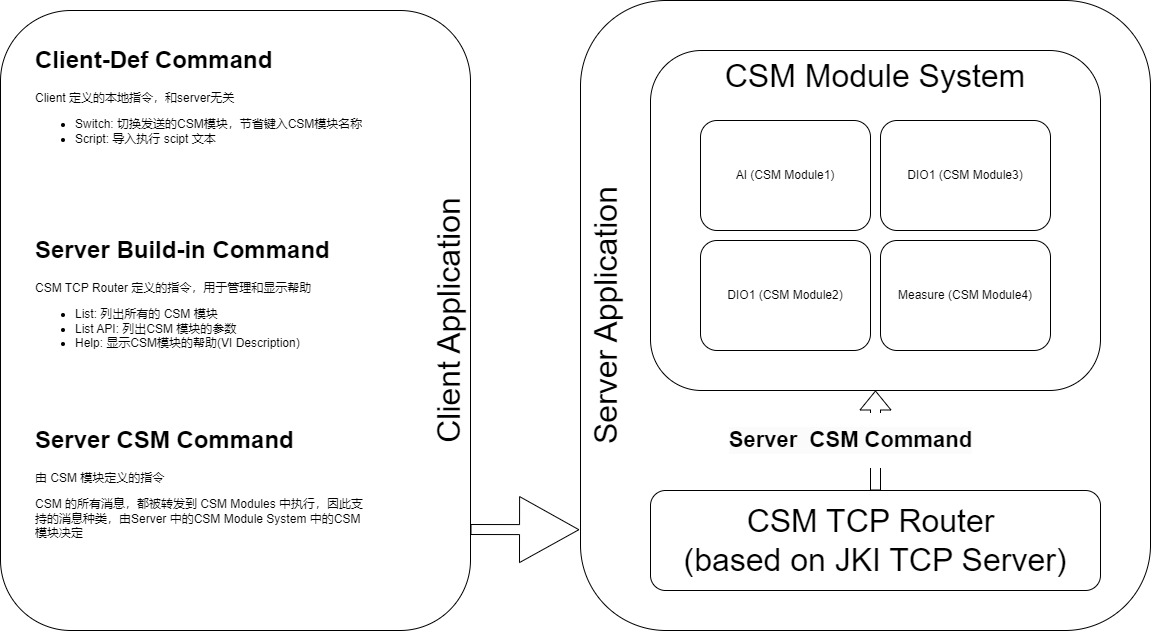 Client-Def Command
Client 定义的本地指令，和server无关
Switch: 切换发送的CSM模块，节省键入CSM模块名称
Script: 导入执行 scipt 文本
Server Build-in Command
CSM TCP Router 定义的指令，用于管理和显示帮助
List: 列出所有的 CSM 模块
List API: 列出CSM 模块的参数
Help: 显示CSM模块的帮助(VI Description)
Server CSM Command
由 CSM 模块定义的指令
CSM 的所有消息，都被转发到 CSM Modules 中执行，因此支
持的消息种类，由Server 中的CSM Module System 中的CSM
模块决定
Client Application
Server Application
CSM Module System
AI (CSM Module1)
DIO1 (CSM Module3)
DIO1 (CSM Module2)
Measure (CSM Module4)
Server CSM Command
CSM TCP Router
(based on JKI TCP Server)